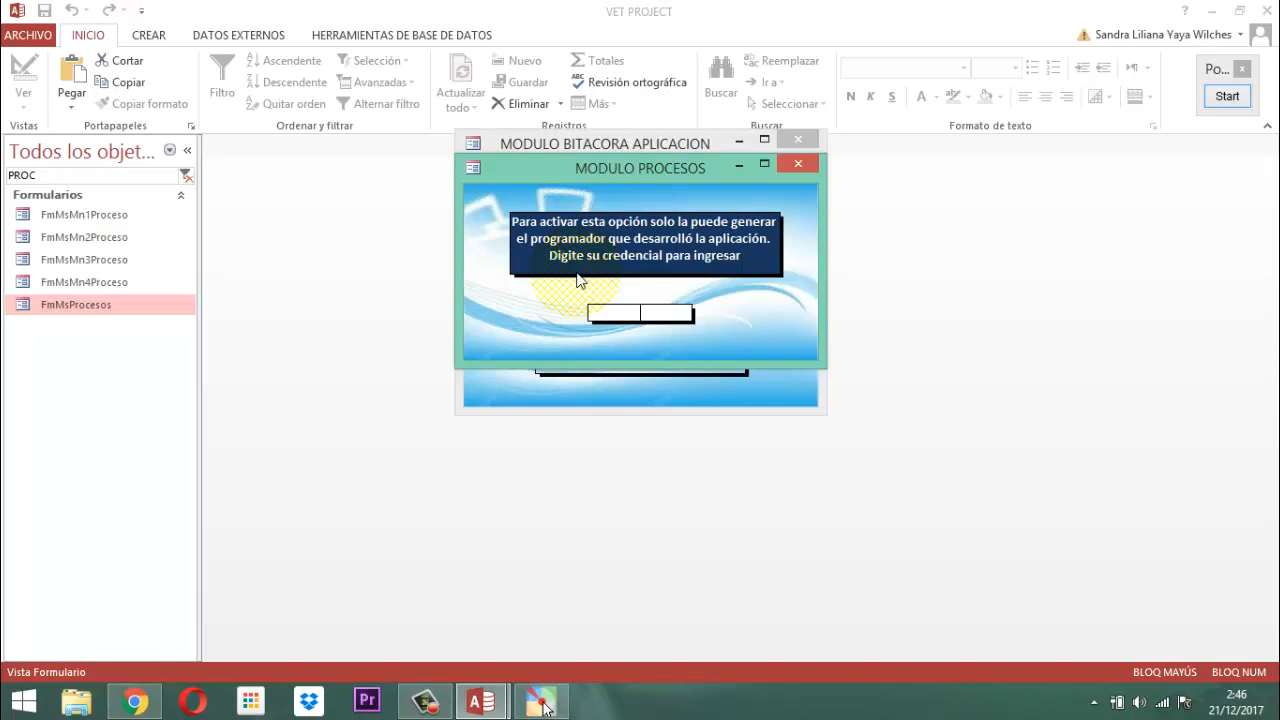 VET PROJECT
?
ARCHIVO INICIO CREAR DATOS EXTERNOS HERRAMIENTAS DE BASE DE DATOS Sandra Liliana Yaya Wilches
Ver
Vistas
Pegar
Cortar
Copiar
Copiar formato
Portapapeles
Filtro
Ascendente
Descendente
Quitar orden
Selección
Avanzadas
Alternar filtro
Ordenar y filtrar
Actualizar
todo
Nuevo
Guardar
Eliminar
Totales
Revisión ortográfica
Más
Registros
Buscar
Reemplazar
Ir a
Seleccionar
Buscar
N K S A
Formato de texto
Po...
Start
Todos los objet...
PROC
Formularios
FmMsMn1Proceso
FmMsMn2Proceso
FmMsMn3Proceso
FmMsMn4Proceso
FmMsProcesos
MODULO BITACORA APLICACION
MODULO PROCESOS
Para activar esta opción solo la puede generar
el programador que desarrolló la aplicación.
Digite su credencial para ingresar
Vista Formulario BLOQ MAYÚS BLOQ NUM
Pr
2:46
21/12/2017